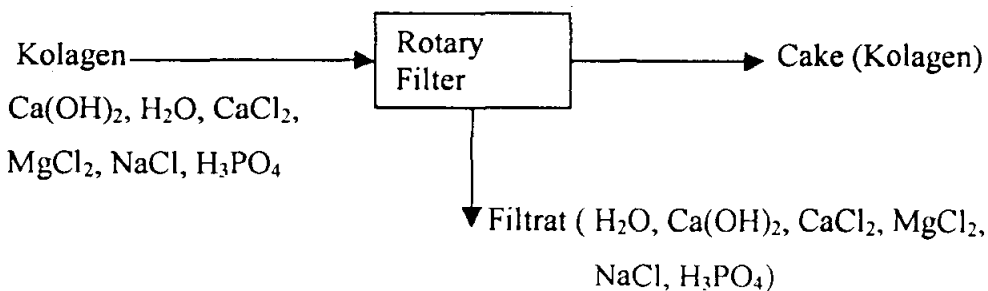 Kolagen
Ca(OH)₂, H₂O, CaCl₂,
MgCl₂, NaCl, H₃PO₄
Rotary
Filter
Cake (Kolagen)
Filtrat ( H₂O, Ca(OH)₂, CaCl₂, MgCl₂,
NaCl, H₃PO₄)